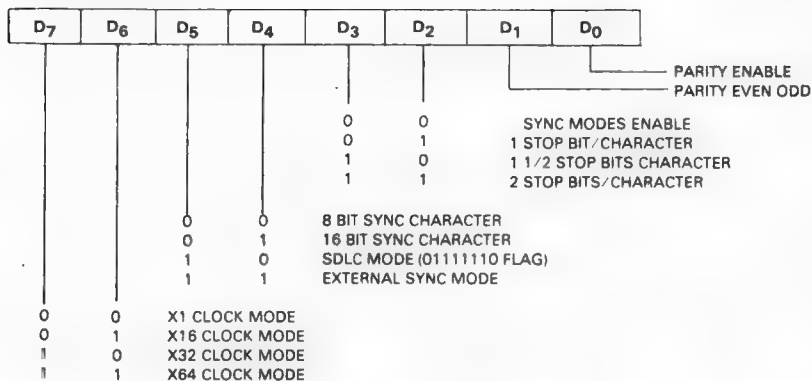 D7 D6 D5 D4 D3 D2 D1 D0
PARITY ENABLE
PARITY EVEN ODD
0 0 SYNC MODES ENABLE
0 1 1 STOP BIT/CHARACTER
1 0 1 1/2 STOP BITS CHARACTER
1 1 2 STOP BITS/CHARACTER
0 0 8 BIT SYNC CHARACTER
0 1 16 BIT SYNC CHARACTER
1 0 SDLC MODE (01111110 FLAG)
1 1 EXTERNAL SYNC MODE
0 0 X1 CLOCK MODE
0 1 X16 CLOCK MODE
1 0 X32 CLOCK MODE
1 1 X64 CLOCK MODE